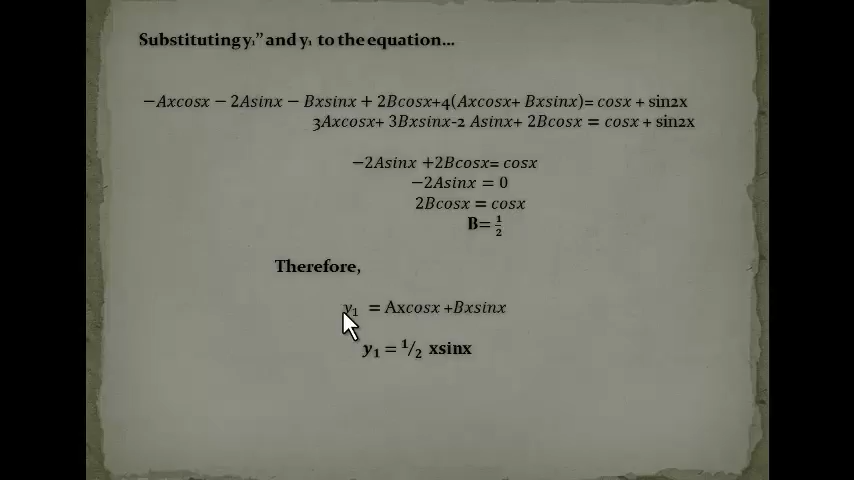 Substituting y₁” and y₁ to the equation...
−Axcosx − 2Asinx − Bxsinx + 2Bcosx+4(Axcosx+ Bxsinx)= cosx + sin2x
3Axcosx+ 3Bxsinx-2 Asinx+ 2Bcosx = cosx + sin2x
−2Asinx +2Bcosx= cosx
−2Asinx = 0
2Bcosx = cosx
B= 1/2
Therefore,
y₁ = Axcosx +Bxsinx
y₁ = 1/2 xsinx